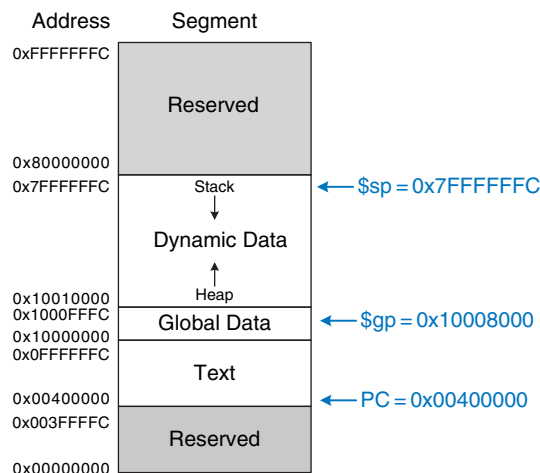 Address Segment
0xFFFFFFFC
Reserved
0x80000000
0x7FFFFFFC Stack $sp = 0x7FFFFFFC
Dynamic Data
0x10010000 Heap
0x1000FFFC
Global Data $gp = 0x10008000
0x10000000
0x0FFFFFFC
Text
0x00400000 PC = 0x00400000
0x003FFFFC
Reserved
0x00000000